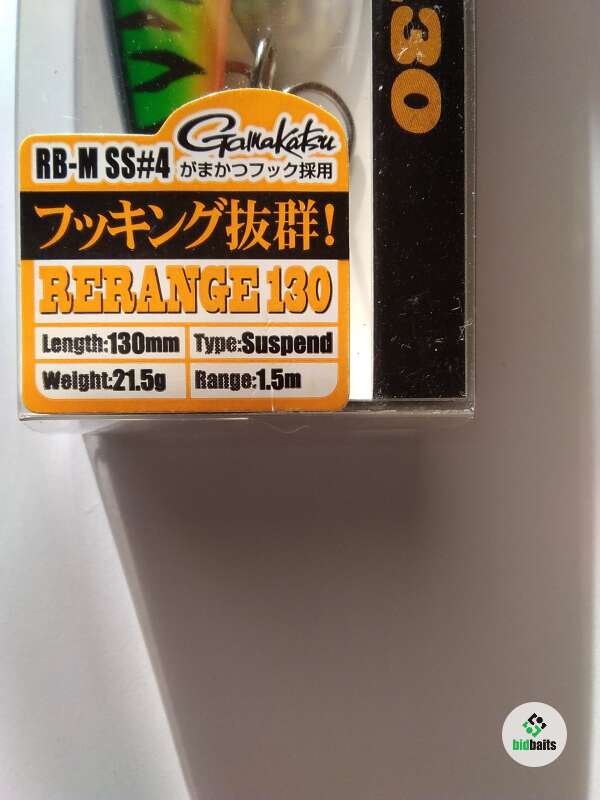 130
RB-M SS#4
Gamakatsu
がまかつフック採用
フッキング抜群!
RERANGE 130
Length:130mm
Type:Suspend
Weight:21.5g
Range:1.5m
bidbaits